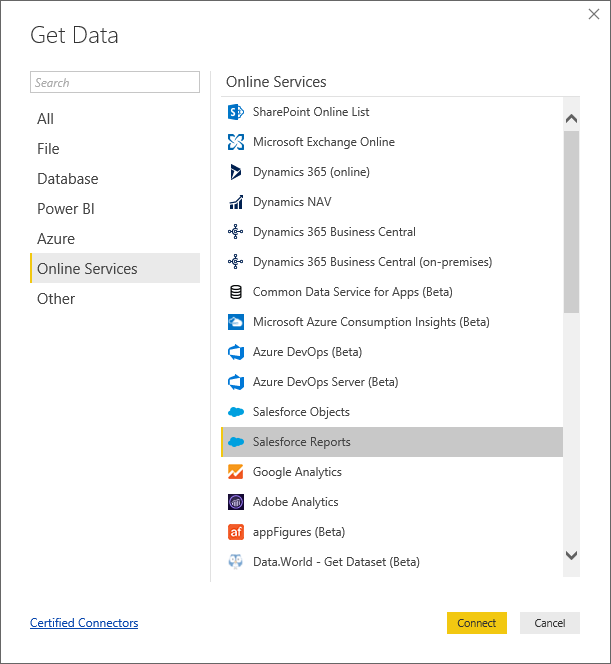 Get Data
Search
All
File
Database
Power BI
Azure
Online Services
Other
Online Services
SharePoint Online List
Microsoft Exchange Online
Dynamics 365 (online)
Dynamics NAV
Dynamics 365 Business Central
Dynamics 365 Business Central (on-premises)
Common Data Service for Apps (Beta)
Microsoft Azure Consumption Insights (Beta)
Azure DevOps (Beta)
Azure DevOps Server (Beta)
Salesforce Objects
Salesforce Reports
Google Analytics
Adobe Analytics
af appFigures (Beta)
Data.World - Get Dataset (Beta)
Certified Connectors
Connect
Cancel